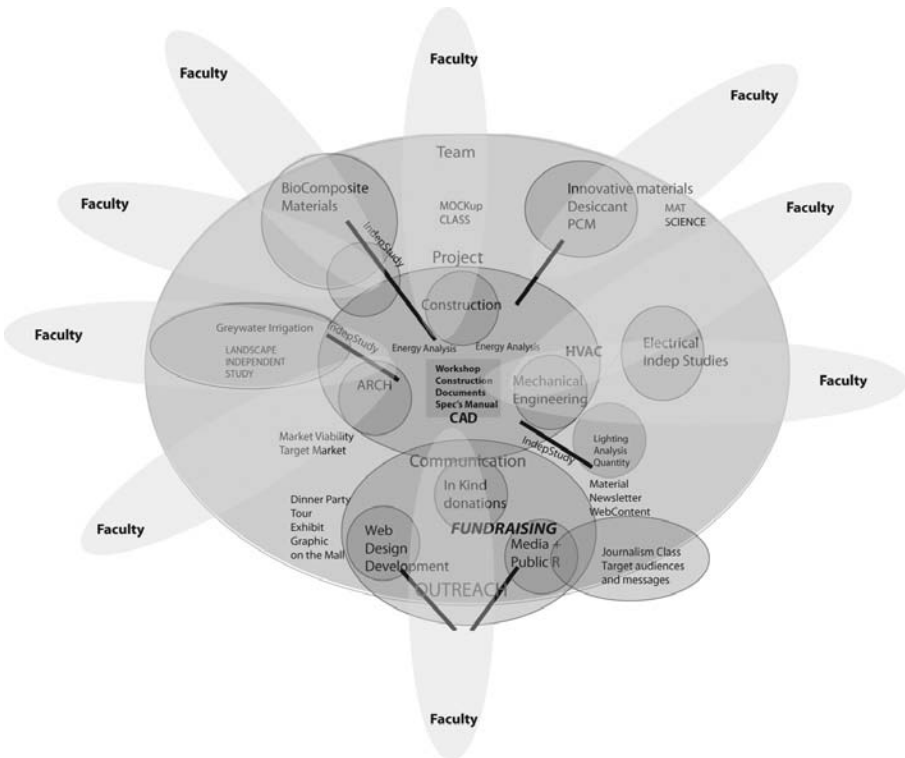 Faculty
Faculty
Faculty
Team
BioComposite
Materials
Innovative materials
Desiccant
PCM
MAT
SCIENCE
MOCKup
CLASS
Faculty
Faculty
IndepStudy
Project
Construction
Faculty
Greywater Irrigation
IndepStudy
LANDSCAPE
INDEPENDENT
STUDY
Energy Analysis
Energy Analysis
HVAC
Electrical
Indep Studies
ARCH
Workshop
Construction
Documents
Spec's Manual
CAD
Mechanical
Engineering
Faculty
Market Viability
Target Market
IndepStudy
Lighting
Analysis
Quantity
Communication
In Kind
donations
Material
Newsletter
WebContent
Dinner Party
Tour
Exhibit
Graphic
on the Mall
FUNDRAISING
Faculty
Web
Design
Development
Media +
Public R
Journalism Class
Target audiences
and messages
OUTREACH
Faculty